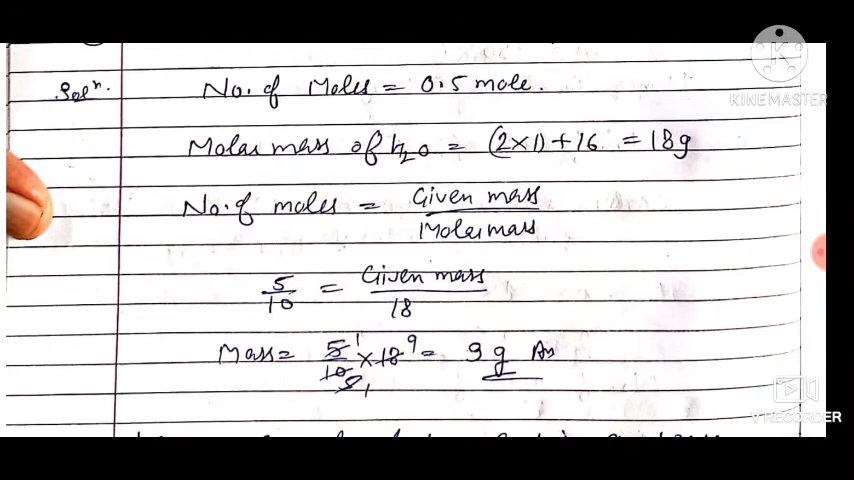 Solⁿ. No. of Moles = 0.5 mole.
KINEMASTER
Molar mass of H₂O = (2×1)+16 = 18g
No. of moles = Given mass / Molar mass
5/10 = Given mass / 18
Mass = 5/10 × 18 = 9 g Ans
V RECORDER